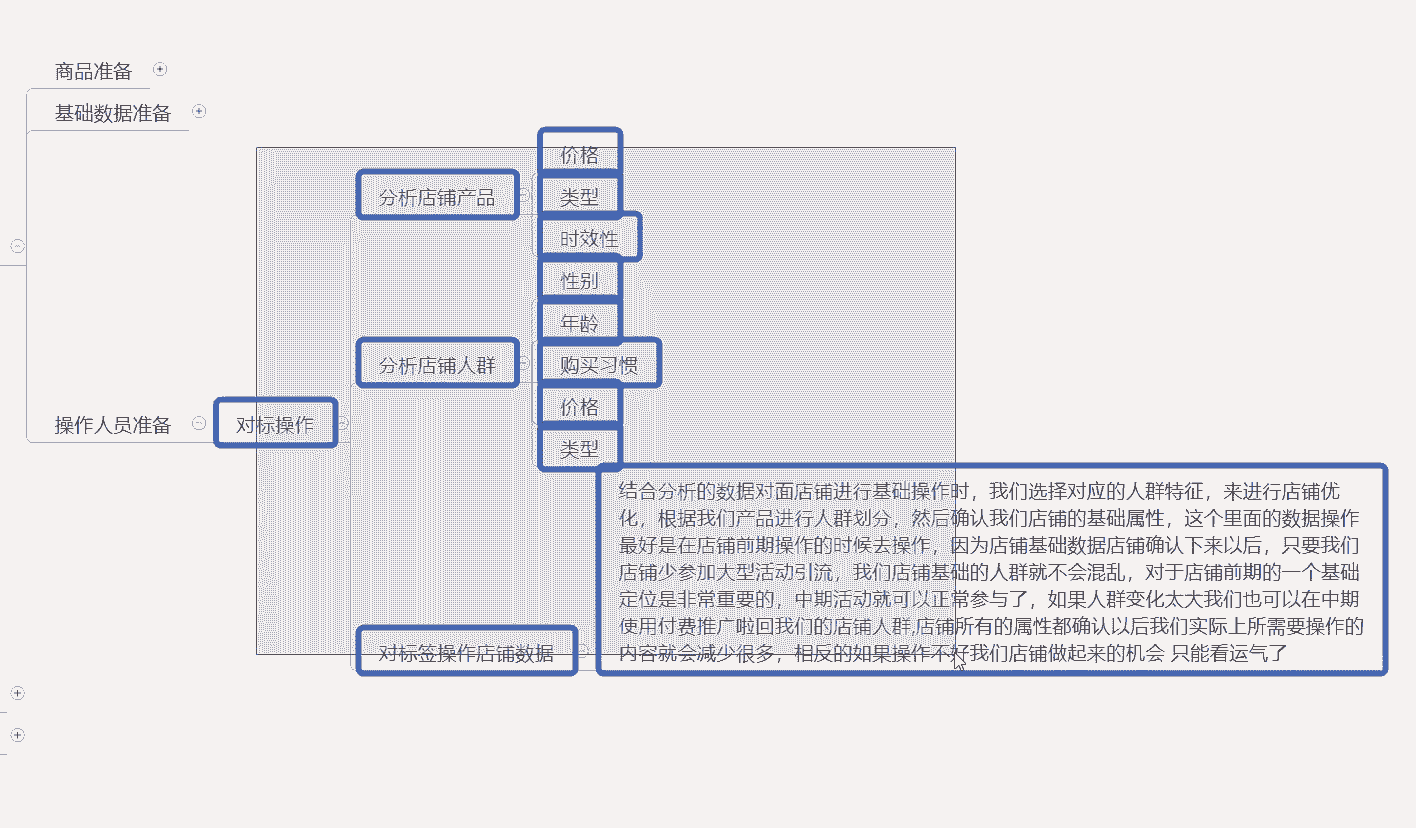 商品准备
基础数据准备
价格
分析店铺产品
类型
时效性
性别
年龄
分析店铺人群
购买习惯
价格
操作人员准备
对标操作
类型
结合分析的数据对面店铺进行基础操作时，我们选择对应的人群特征，来进行店铺优
化，根据我们产品进行人群划分，然后确认我们店铺的基础属性，这个里面的数据操作
最好是在店铺前期操作的时候去操作，因为店铺基础数据店铺确认下来以后，只要我们
店铺少参加大型活动引流，我们店铺基础的人群就不会混乱，对于店铺前期的一个基础
定位是非常重要的，中期活动就可以正常参与了，如果人群变化太大我们也可以在中期
使用付费推广啦回我们的店铺人群,店铺所有的属性都确认以后我们实际上所需要操作的
内容就会减少很多，相反的如果操作不好我们店铺做起来的机会 只能看运气了
对标签操作店铺数据